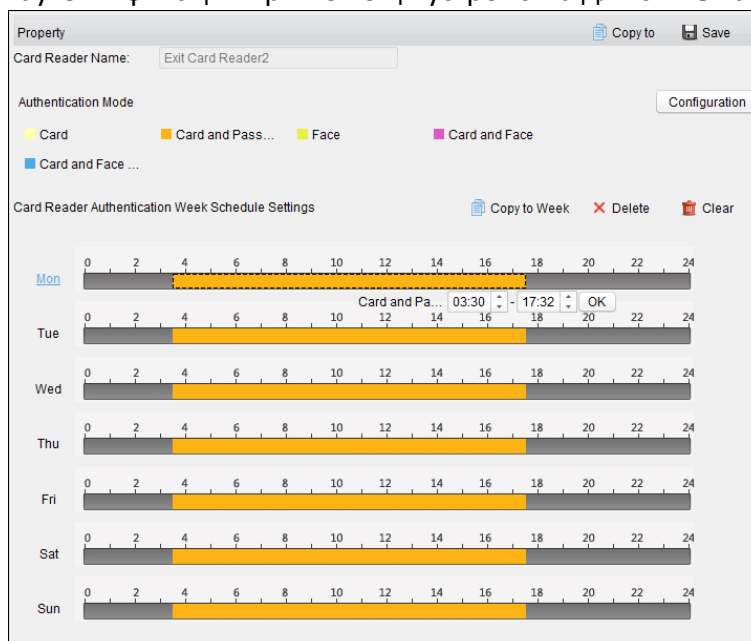 Property Copy to Save
Card Reader Name: Exit Card Reader2
Authentication Mode Configuration
Card Card and Pass... Face Card and Face
Card and Face ...
Card Reader Authentication Week Schedule Settings Copy to Week Delete Clear
0 2 4 6 8 10 12 14 16 18 20 22 24
Mon
Card and Pa... 03:30 - 17:32 OK
0 2 4 6 8 10 12 14 16 18 20 22 24
Tue
0 2 4 6 8 10 12 14 16 18 20 22 24
Wed
0 2 4 6 8 10 12 14 16 18 20 22 24
Thu
0 2 4 6 8 10 12 14 16 18 20 22 24
Fri
0 2 4 6 8 10 12 14 16 18 20 22 24
Sat
0 2 4 6 8 10 12 14 16 18 20 22 24
Sun